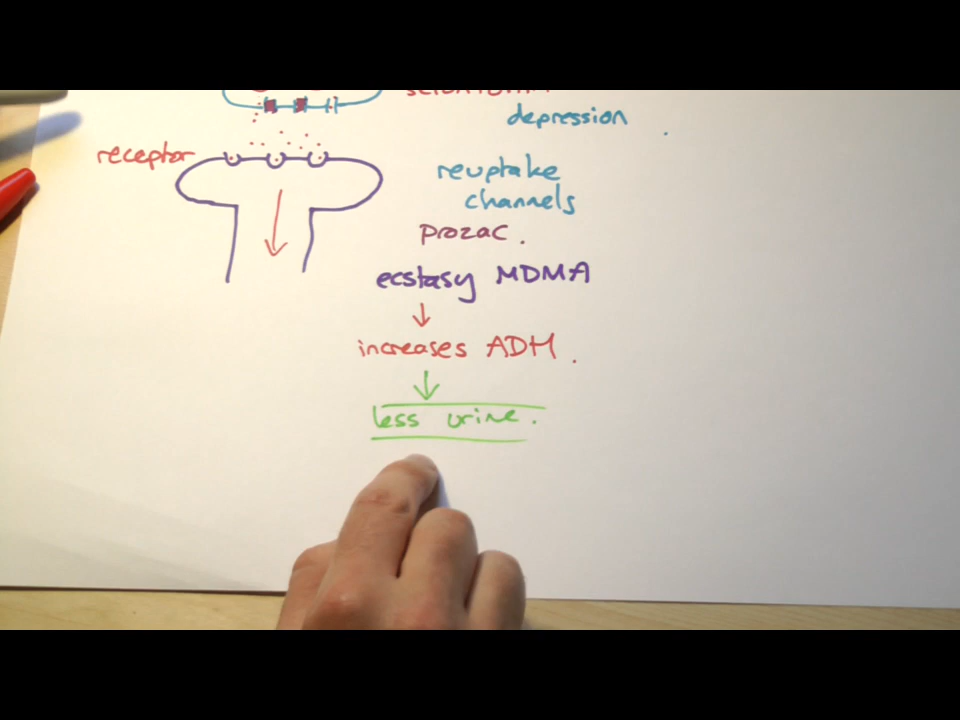 depression
receptor
reuptake
channels
prozac.
ecstasy MDMA
increases ADH.
less urine.